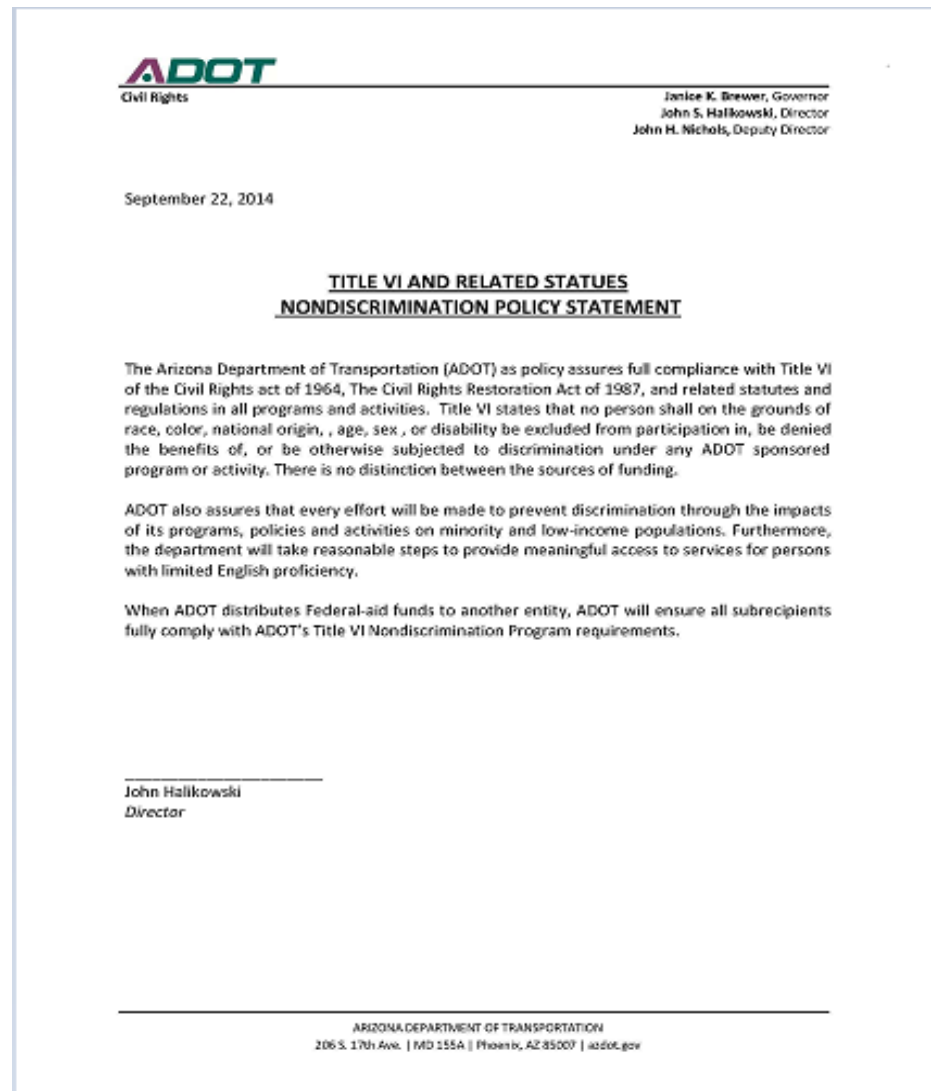 ADOT
Civil Rights
Janice K. Brewer, Governor
John S. Halikowski, Director
John H. Nichols, Deputy Director
September 22, 2014
TITLE VI AND RELATED STATUES
NONDISCRIMINATION POLICY STATEMENT
The Arizona Department of Transportation (ADOT) as policy assures full compliance with Title VI
of the Civil Rights act of 1964, The Civil Rights Restoration Act of 1987, and related statutes and
regulations in all programs and activities. Title VI states that no person shall on the grounds of
race, color, national origin, , age, sex , or disability be excluded from participation in, be denied
the benefits of, or be otherwise subjected to discrimination under any ADOT sponsored
program or activity. There is no distinction between the sources of funding.
ADOT also assures that every effort will be made to prevent discrimination through the impacts
of its programs, policies and activities on minority and low-income populations. Furthermore,
the department will take reasonable steps to provide meaningful access to services for persons
with limited English proficiency.
When ADOT distributes Federal-aid funds to another entity, ADOT will ensure all subrecipients
fully comply with ADOT's Title VI Nondiscrimination Program requirements.
John Halikowski
Director
ARIZONA DEPARTMENT OF TRANSPORTATION
206 S. 17th Ave. | MD 155A | Phoenix, AZ 85007 | azdot.gov